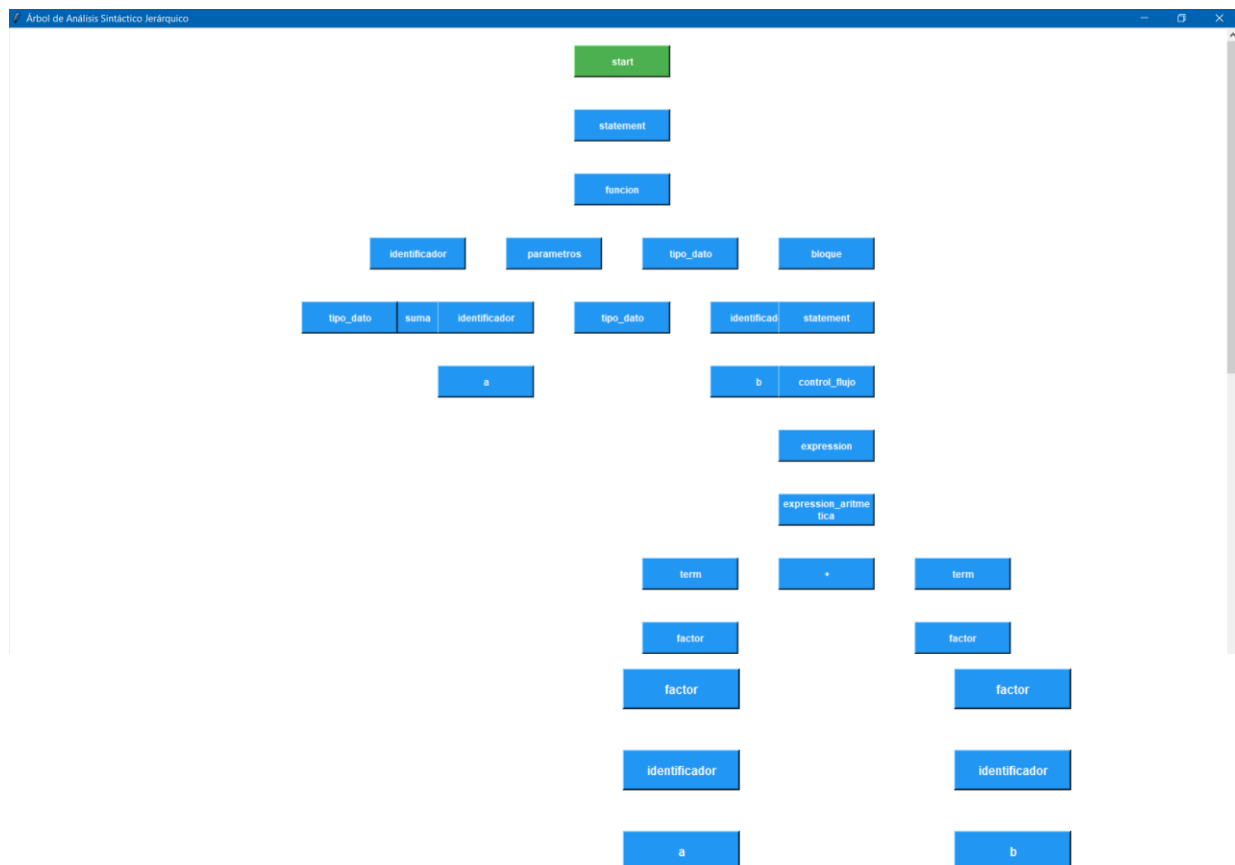 Árbol de Análisis Sintáctico Jerárquico
start
statement
funcion
identificador parametros tipo_dato bloque
tipo_dato suma identificador tipo_dato identificad statement
a b control_flujo
expression
expression_aritme
tica
term + term
factor factor
factor factor
identificador identificador
a b